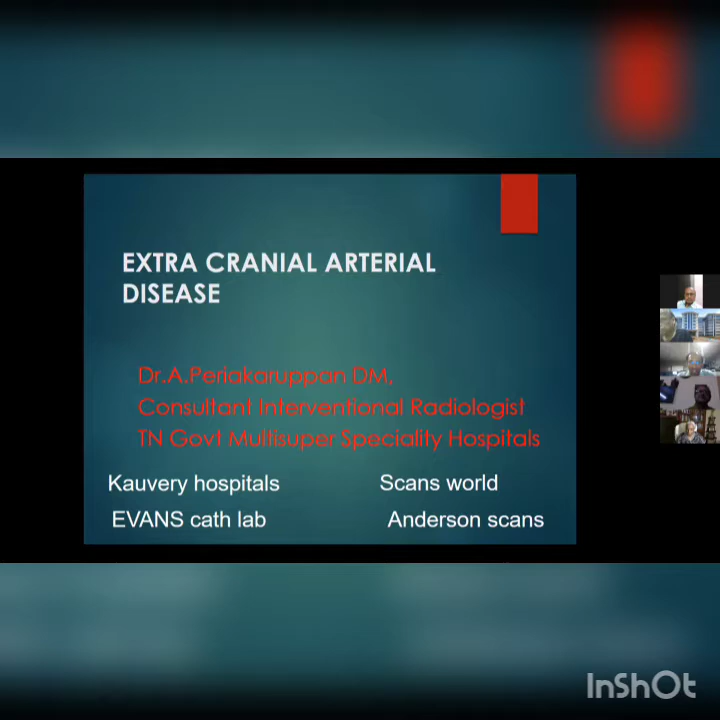 EXTRA CRANIAL ARTERIAL
DISEASE
Dr.A.Periakaruppan DM,
Consultant Interventional Radiologist
TN Govt Multisuper Speciality Hospitals
Kauvery hospitals
Scans world
EVANS cath lab
Anderson scans
InShOt